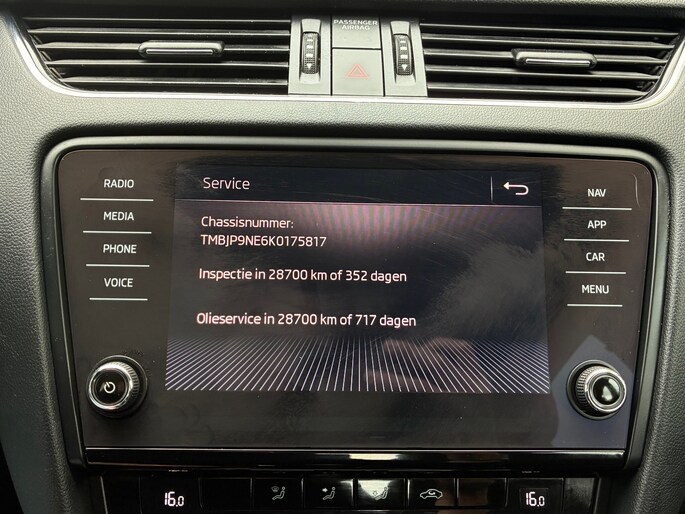 PASSENGER
AIRBAG
RADIO
MEDIA
PHONE
VOICE
Service
Chassisnummer:
TMBJP9NE6K0175817
Inspectie in 28700 km of 352 dagen
Olieservice in 28700 km of 717 dagen
NAV
APP
CAR
MENU
16.0
16.0